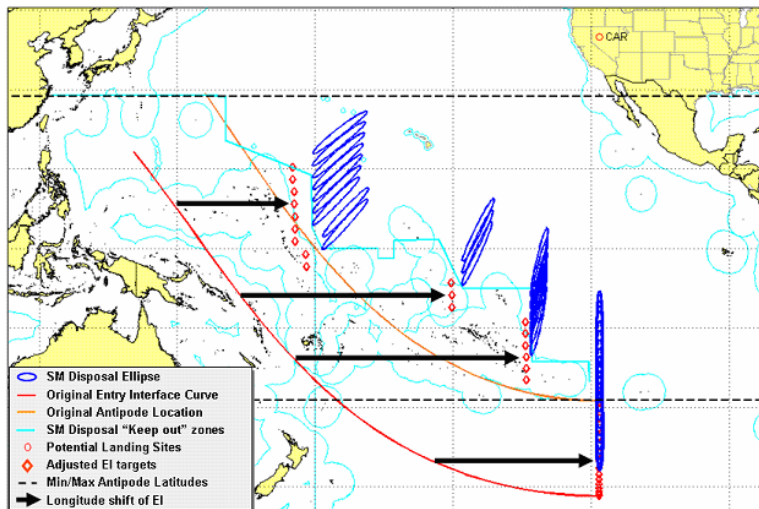 CAR
SM Disposal Ellipse
Original Entry Interface Curve
Original Antipode Location
SM Disposal “Keep out” zones
Potential Landing Sites
Adjusted EI targets
Min/Max Antipode Latitudes
Longitude shift of EI